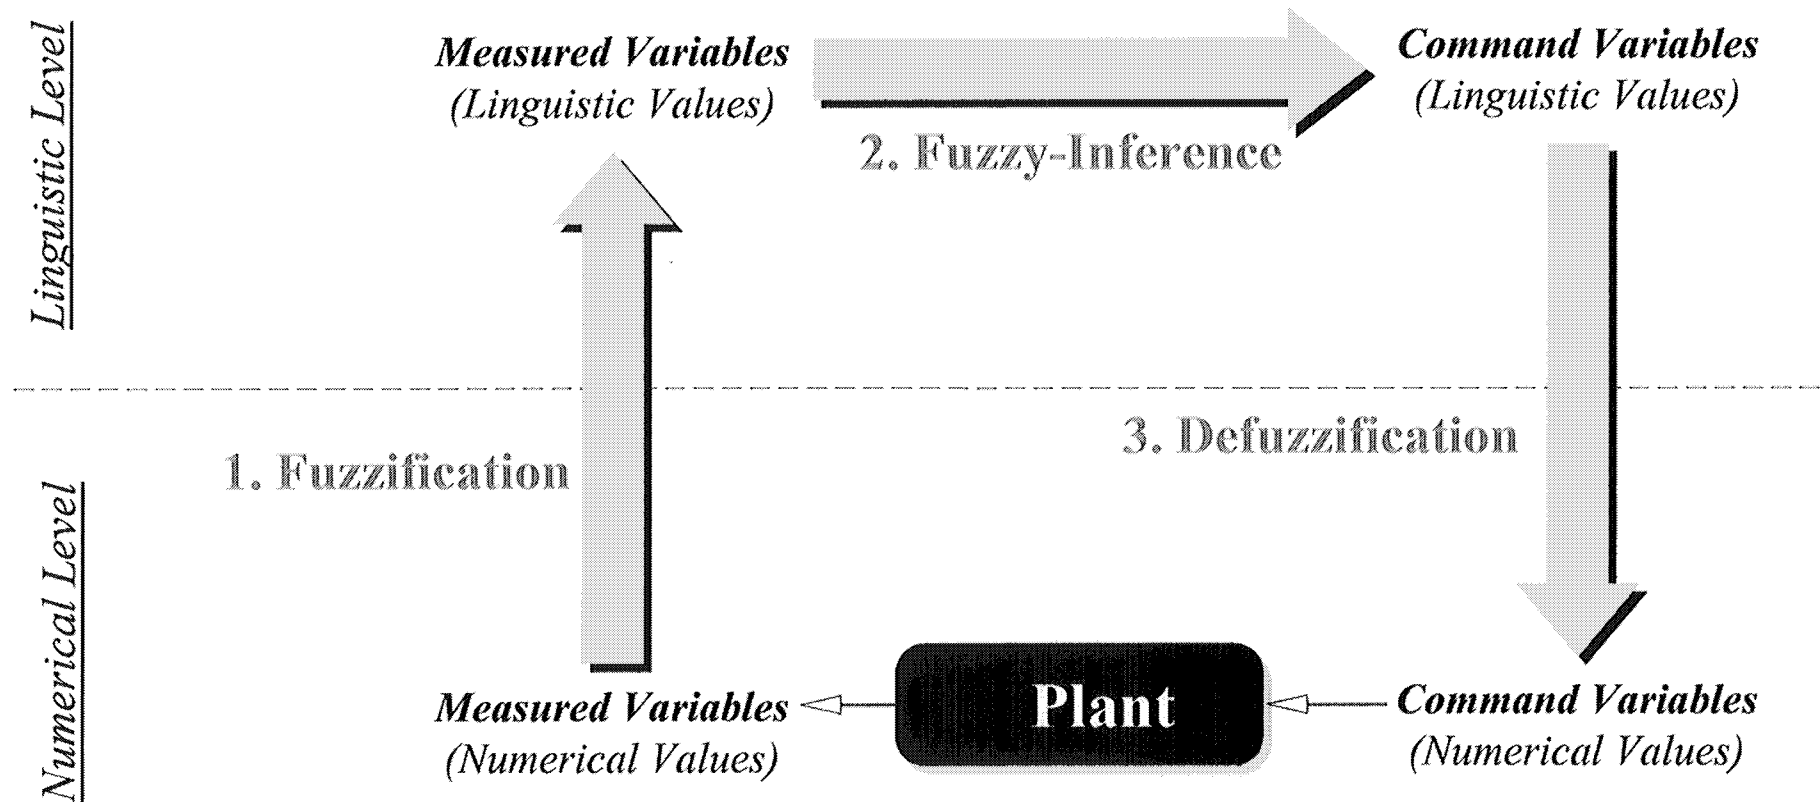 Linguistic Level
Measured Variables
(Linguistic Values)
Command Variables
(Linguistic Values)
2. Fuzzy-Inference
1. Fuzzification
3. Defuzzification
Numerical Level
Measured Variables
(Numerical Values)
Plant
Command Variables
(Numerical Values)